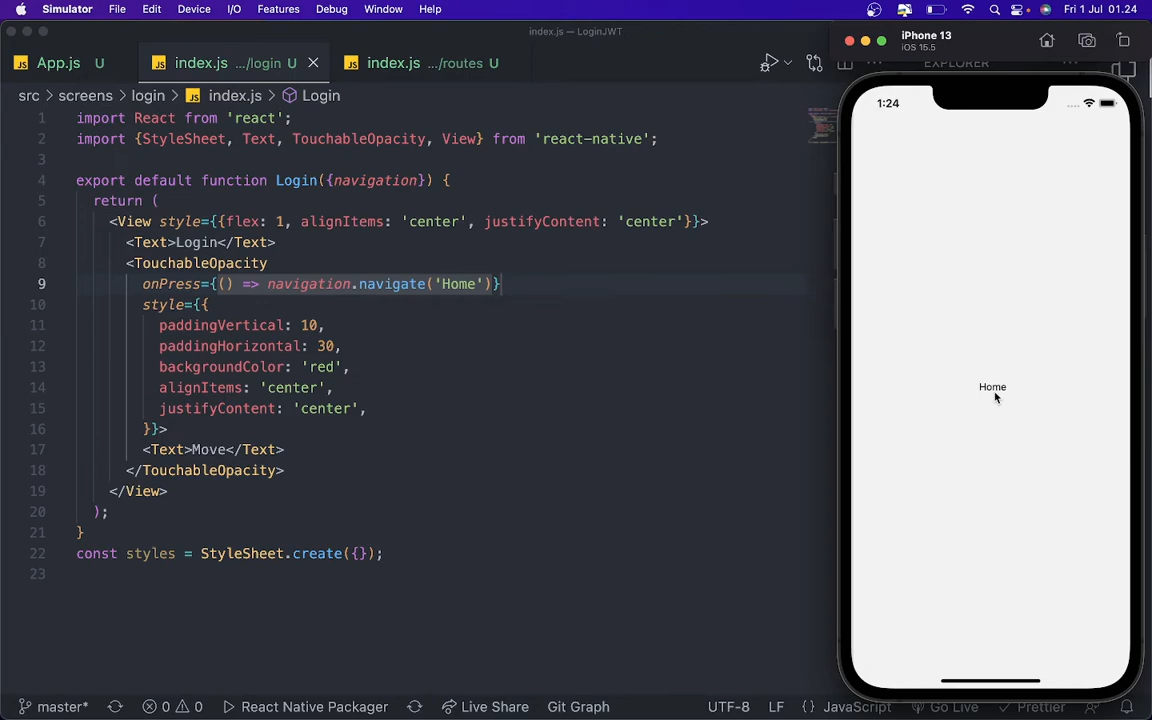 Simulator File Edit Device I/O Features Debug Window Help Fri 1 Jul 01.24
index.js — LoginJWT
App.js U index.js .../login U index.js .../routes U
src > screens > login > index.js > Login
1 import React from 'react';
2 import {StyleSheet, Text, TouchableOpacity, View} from 'react-native';
3
4 export default function Login({navigation}) {
5 return (
6 <View style={{flex: 1, alignItems: 'center', justifyContent: 'center'}}>
7 <Text>Login</Text>
8 <TouchableOpacity
9 onPress={() => navigation.navigate('Home')}
10 style={{
11 paddingVertical: 10,
12 paddingHorizontal: 30,
13 backgroundColor: 'red',
14 alignItems: 'center',
15 justifyContent: 'center',
16 }}>
17 <Text>Move</Text>
18 </TouchableOpacity>
19 </View>
20 );
21 }
22 const styles = StyleSheet.create({});
23
iPhone 13
iOS 15.5
EXPLORER
1:24
Home
master* 0 0 React Native Packager Live Share Git Graph UTF-8 LF {} JavaScript Go Live Prettier